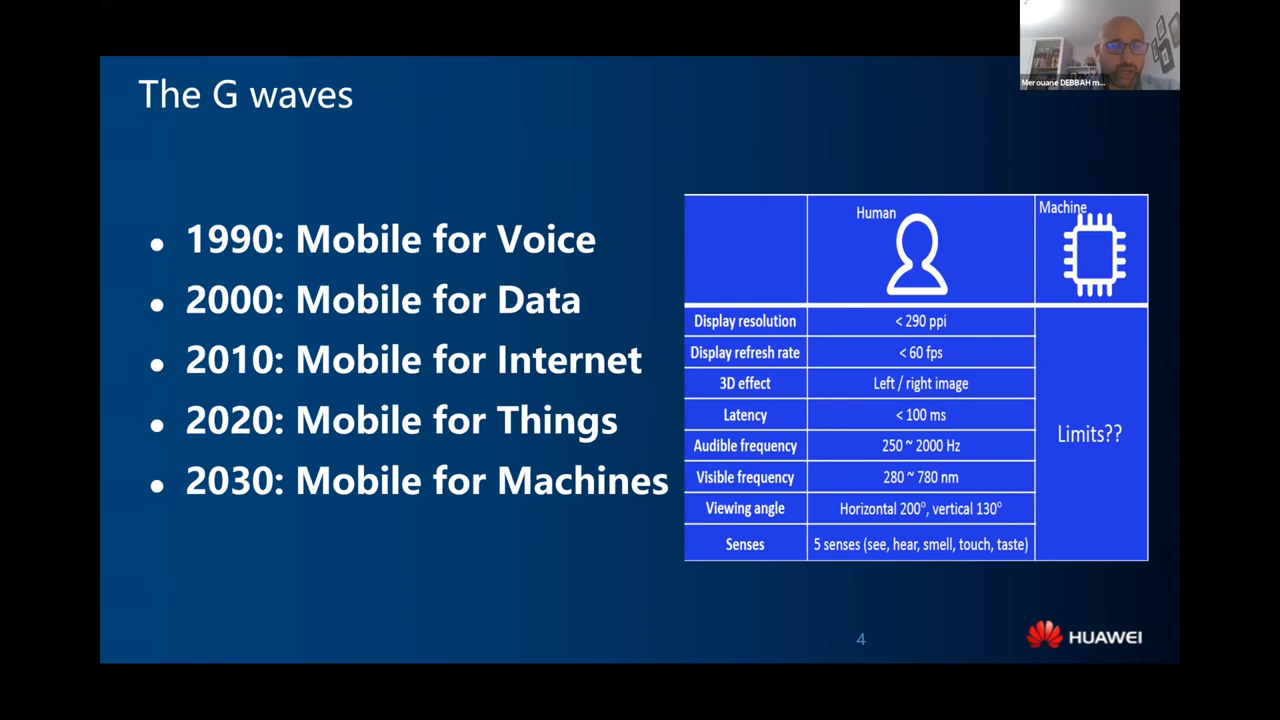 Merouane DEBBAH m...
The G waves
● 1990: Mobile for Voice
● 2000: Mobile for Data
● 2010: Mobile for Internet
● 2020: Mobile for Things
● 2030: Mobile for Machines
Human
Machine
Display resolution < 290 ppi
Display refresh rate < 60 fps
3D effect Left / right image
Latency < 100 ms
Audible frequency 250 ~ 2000 Hz
Limits??
Visible frequency 280 ~ 780 nm
Viewing angle Horizontal 200°, vertical 130°
Senses 5 senses (see, hear, smell, touch, taste)
4
HUAWEI